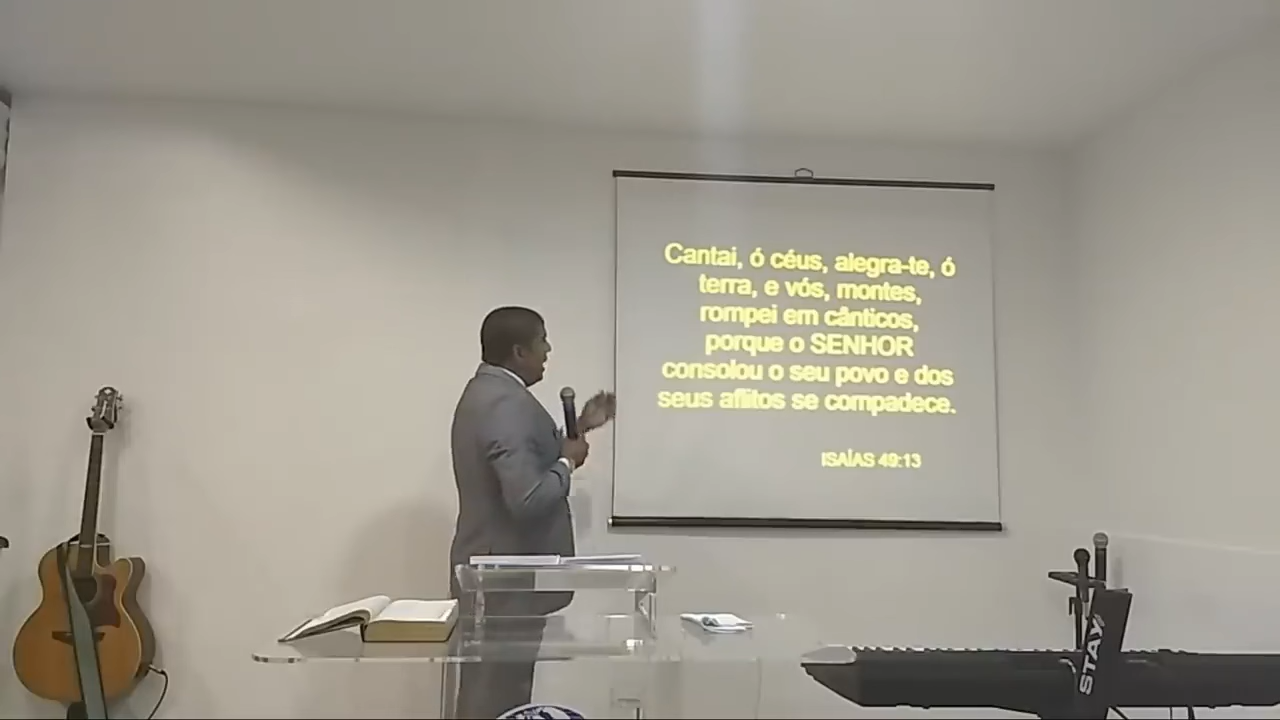 Cantai, ó céus, alegra-te, ó
terra, e vós, montes,
rompei em cânticos,
porque o SENHOR
consolou o seu povo e dos
seus aflitos se compadece.
ISAÍAS 49:13
STAY